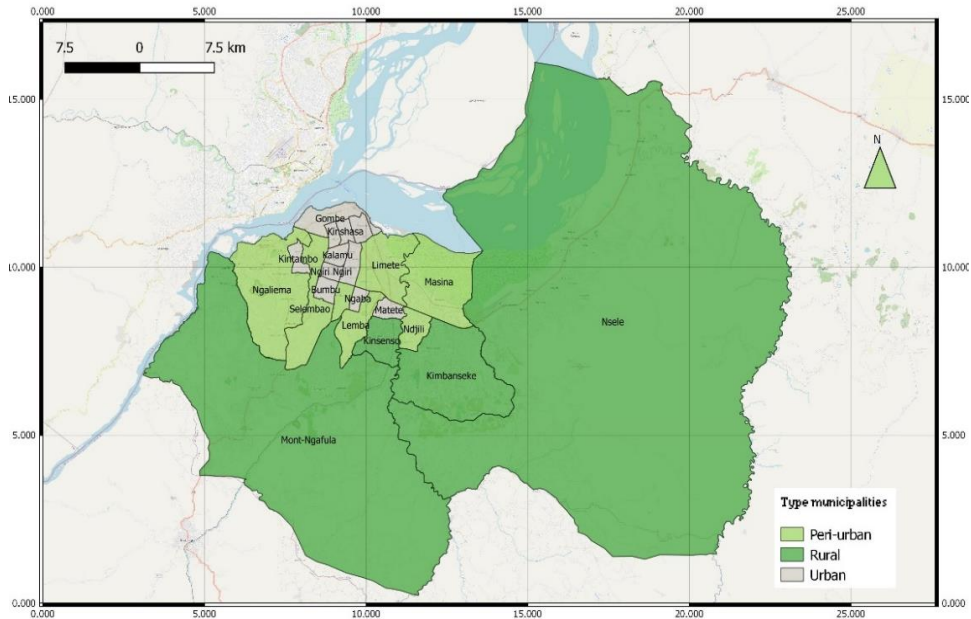 0.000 5.000 10.000 15.000 20.000 25.000
7.5 0 7.5 km
15.000 15.000
N
Gombe
Kinshasa
Kintambo
Kalamu
Limete
10.000 10.000
Ngiri Ngiri
Masina
Ngaliema
Bumbu
Ngaba
Selembao
Matete
Nsele
Lemba
Ndjili
Kinsenso
Kimbanseke
5.000 5.000
Mont-Ngafula
Type municipalities
Peri-urban
Rural
Urban
0.000 0.000
0.000 5.000 10.000 15.000 20.000 25.000